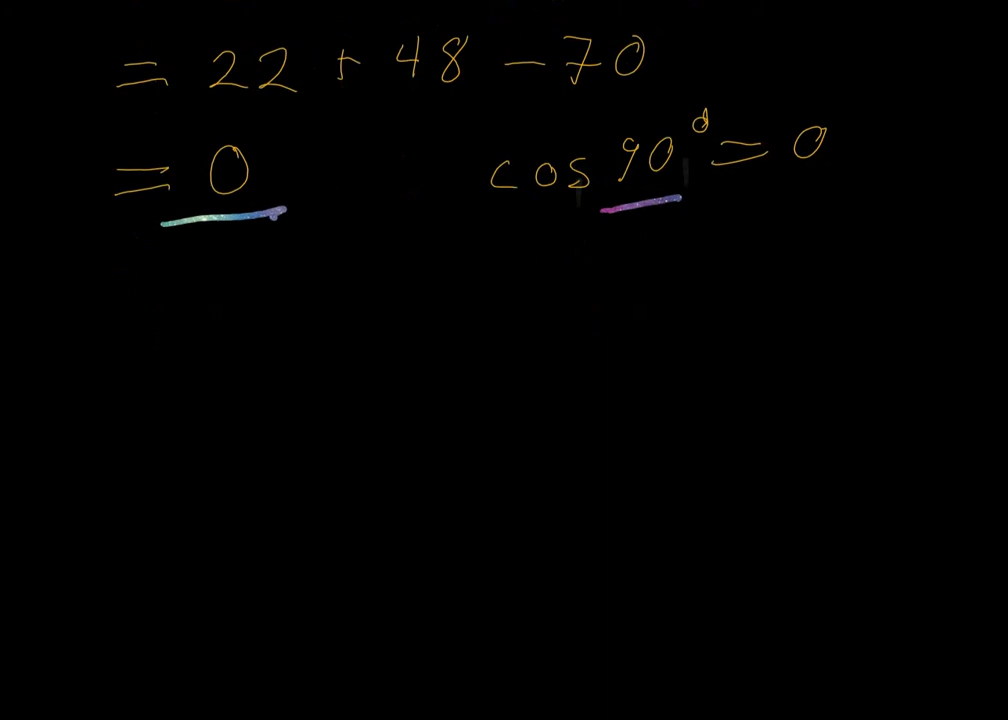 = 22 + 48 - 70
= 0
cos 90° = 0